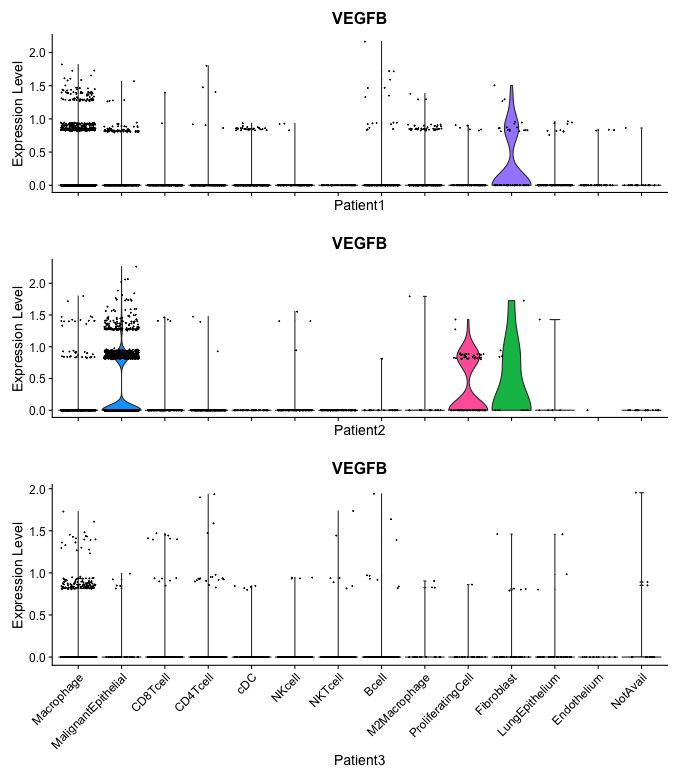 VEGFB
Expression Level
2.0
1.5
1.0
0.5
0.0
Patient1
VEGFB
Expression Level
2.0
1.5
1.0
0.5
0.0
Patient2
VEGFB
Expression Level
2.0
1.5
1.0
0.5
0.0
Macrophage
MalignantEpithelial
CD8Tcell
CD4Tcell
cDC
NKcell
NKTcell
Bcell
M2Macrophage
ProliferatingCell
Fibroblast
LungEpithelium
Endothelium
NotAvail
Patient3